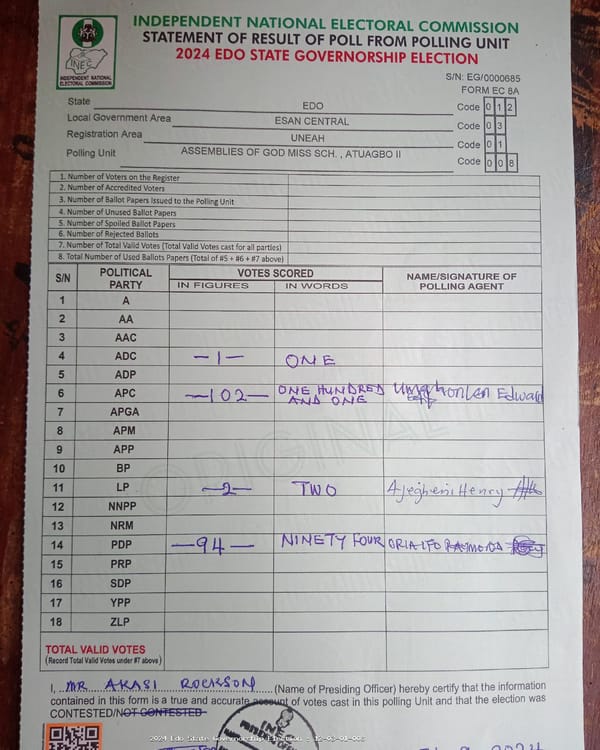 INDEPENDENT NATIONAL ELECTORAL COMMISSION
STATEMENT OF RESULT OF POLL FROM POLLING UNIT
2024 EDO STATE GOVERNORSHIP ELECTION
INEC
INDEPENDENT NATIONAL
ELECTORAL COMMISSION
S/N: EG/0000685
FORM EC 8A
State EDO Code 0 1 2
Local Government Area ESAN CENTRAL Code 0 3
Registration Area UNEAH Code 0 1
Polling Unit ASSEMBLIES OF GOD MISS SCH. , ATUAGBO II Code 0 0 8
1. Number of Voters on the Register
2. Number of Accredited Voters
3. Number of Ballot Papers Issued to the Polling Unit
4. Number of Unused Ballot Papers
5. Number of Spoiled Ballot Papers
6. Number of Rejected Ballots
7. Number of Total Valid Votes (Total Valid Votes cast for all parties)
8. Total Number of Used Ballots Papers (Total of #5 + #6 + #7 above)
S/N POLITICAL PARTY VOTES SCORED NAME/SIGNATURE OF POLLING AGENT
IN FIGURES IN WORDS
1 A
2 AA
3 AAC
4 ADC -1- ONE
5 ADP
6 APC -102- ONE HUNDRED AND ONE Edward
7 APGA
8 APM
9 APP
10 BP
11 LP -2- TWO Ajeghemi Henry
12 NNPP
13 NRM
14 PDP -94- NINETY FOUR
15 PRP
16 SDP
17 YPP
18 ZLP
ORIGINAL
TOTAL VALID VOTES
(Record Total Valid Votes under #7 above)
I, MR AKASI ROCKSON (Name of Presiding Officer) hereby certify that the information
contained in this form is a true and accurate account of votes cast in this polling Unit and that the election was
CONTESTED/NOT CONTESTED
2024 Edo State Governorship Election - 12-03-01-008